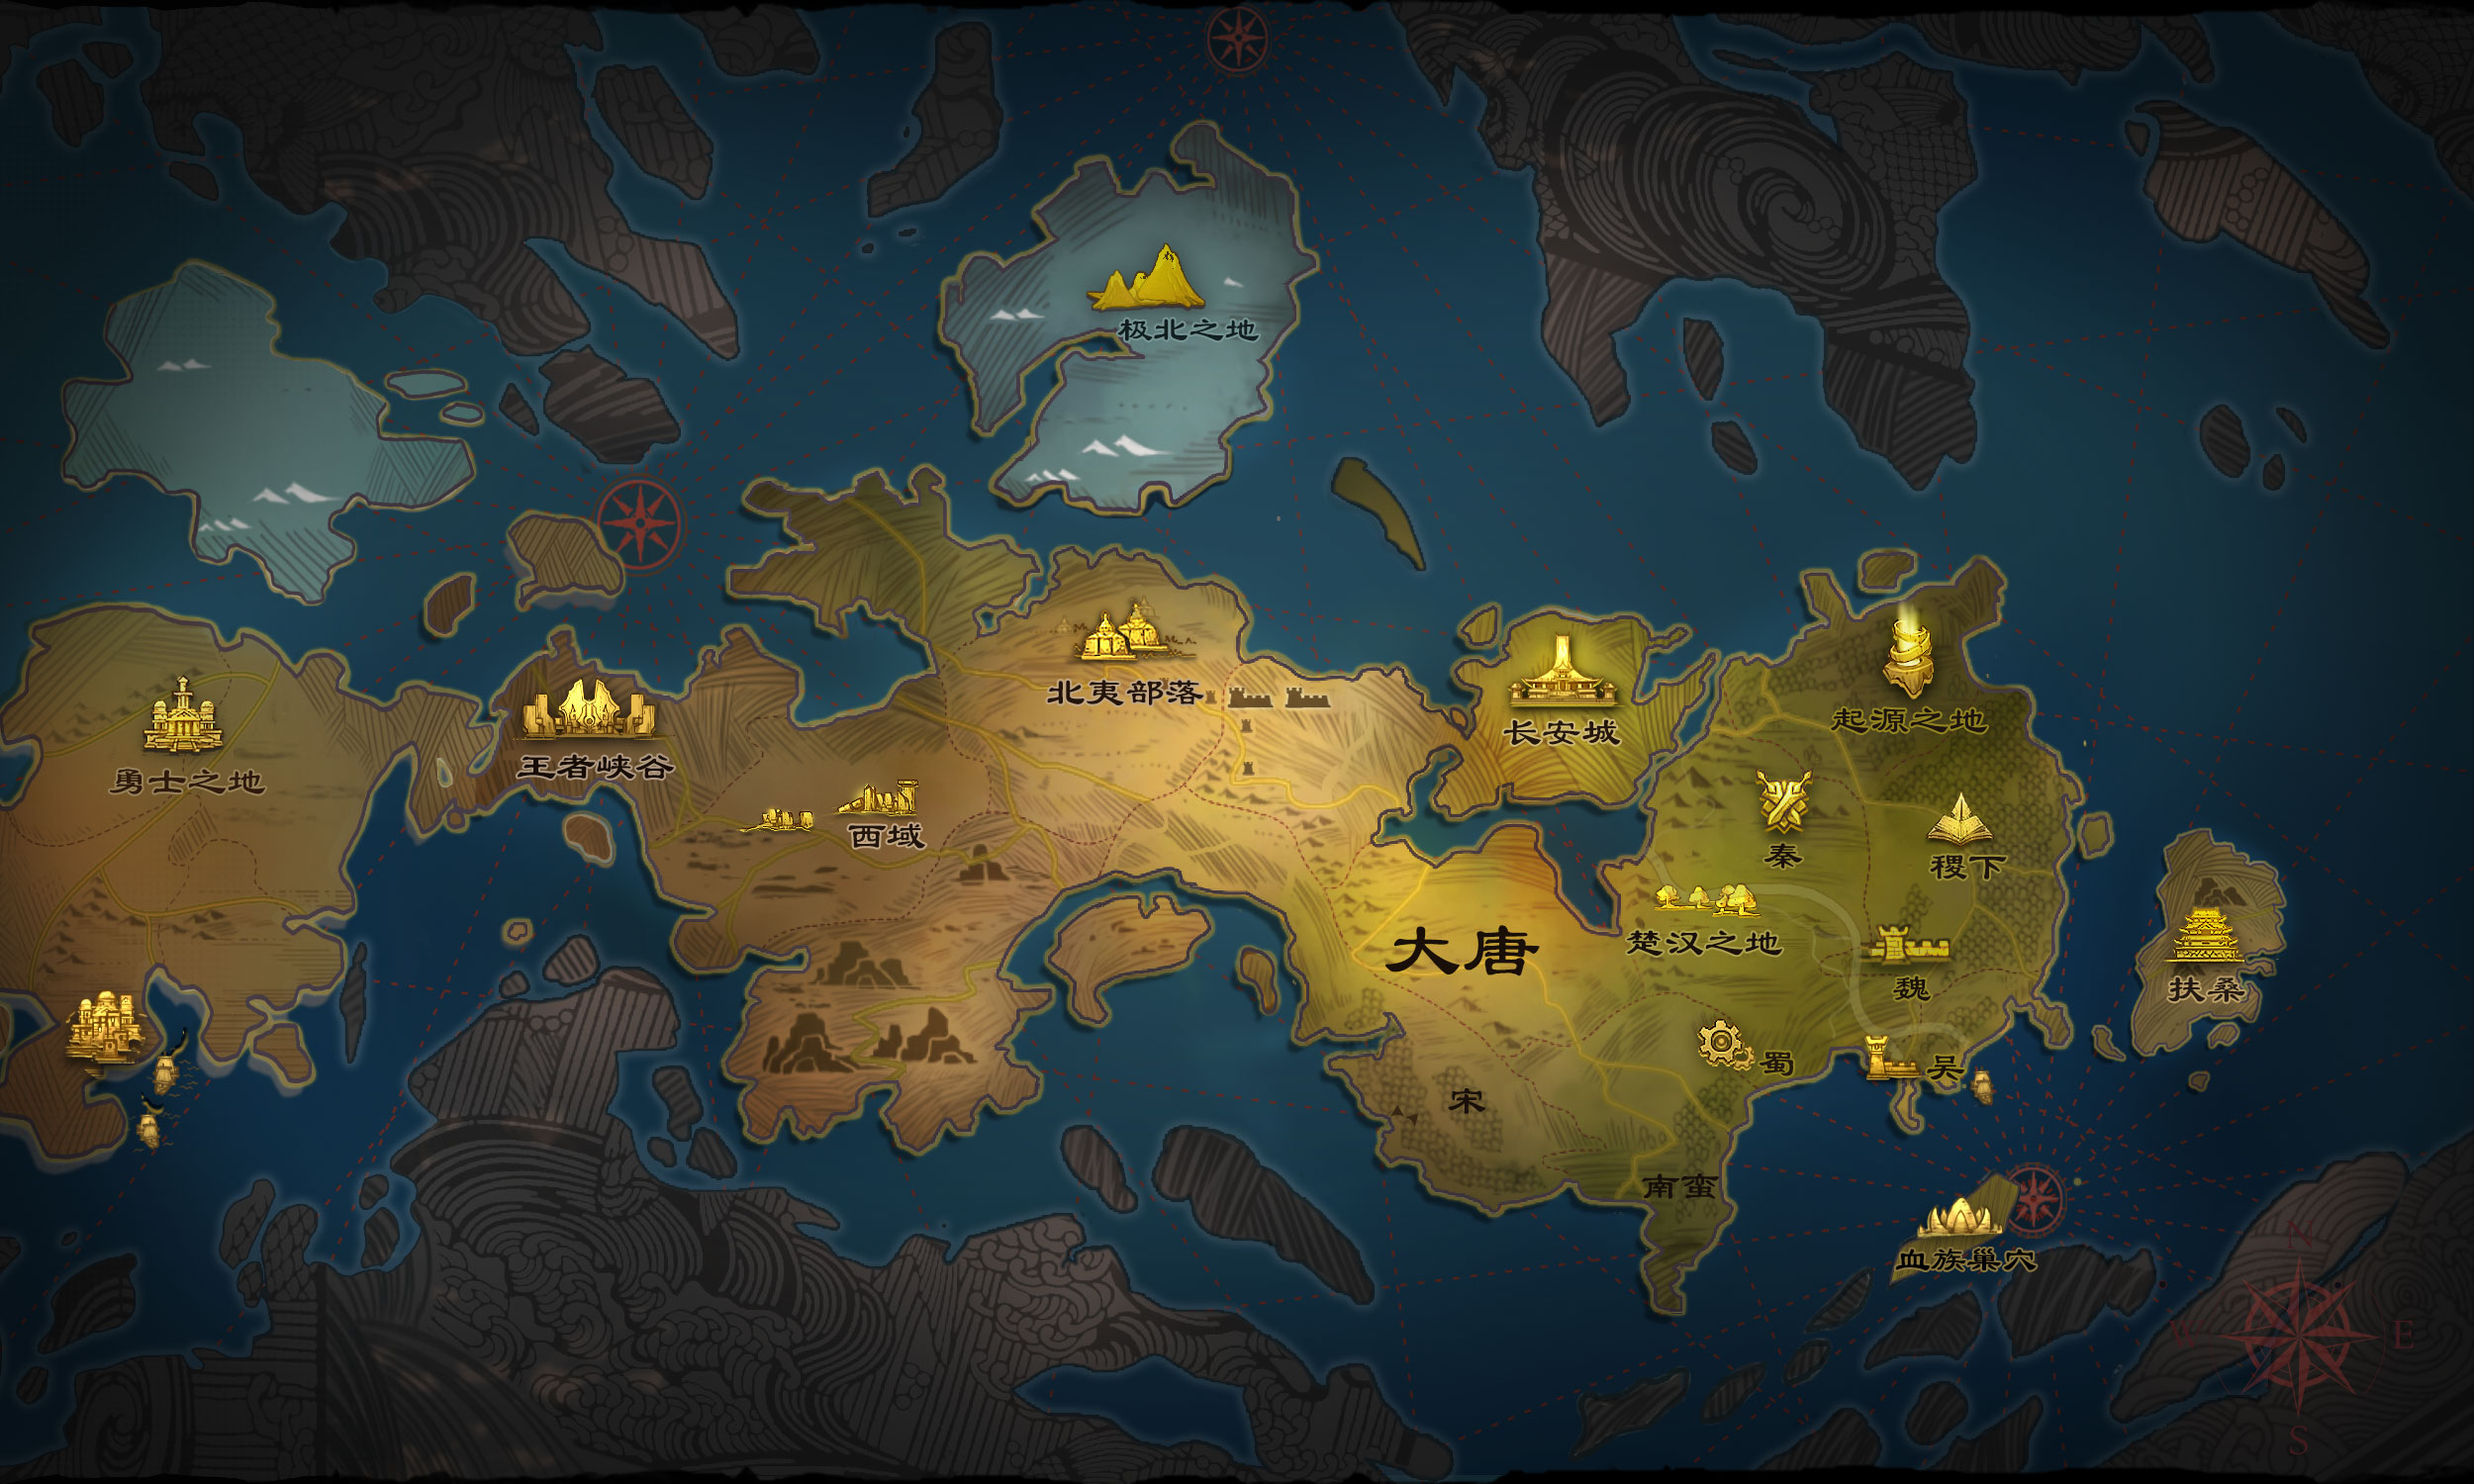 极北之地
北夷部落
长安城
起源之地
勇士之地
王者峡谷
西域
秦
稷下
大唐
楚汉之地
魏
扶桑
蜀
吴
宋
南蛮
血族巢穴
N
W
E
S